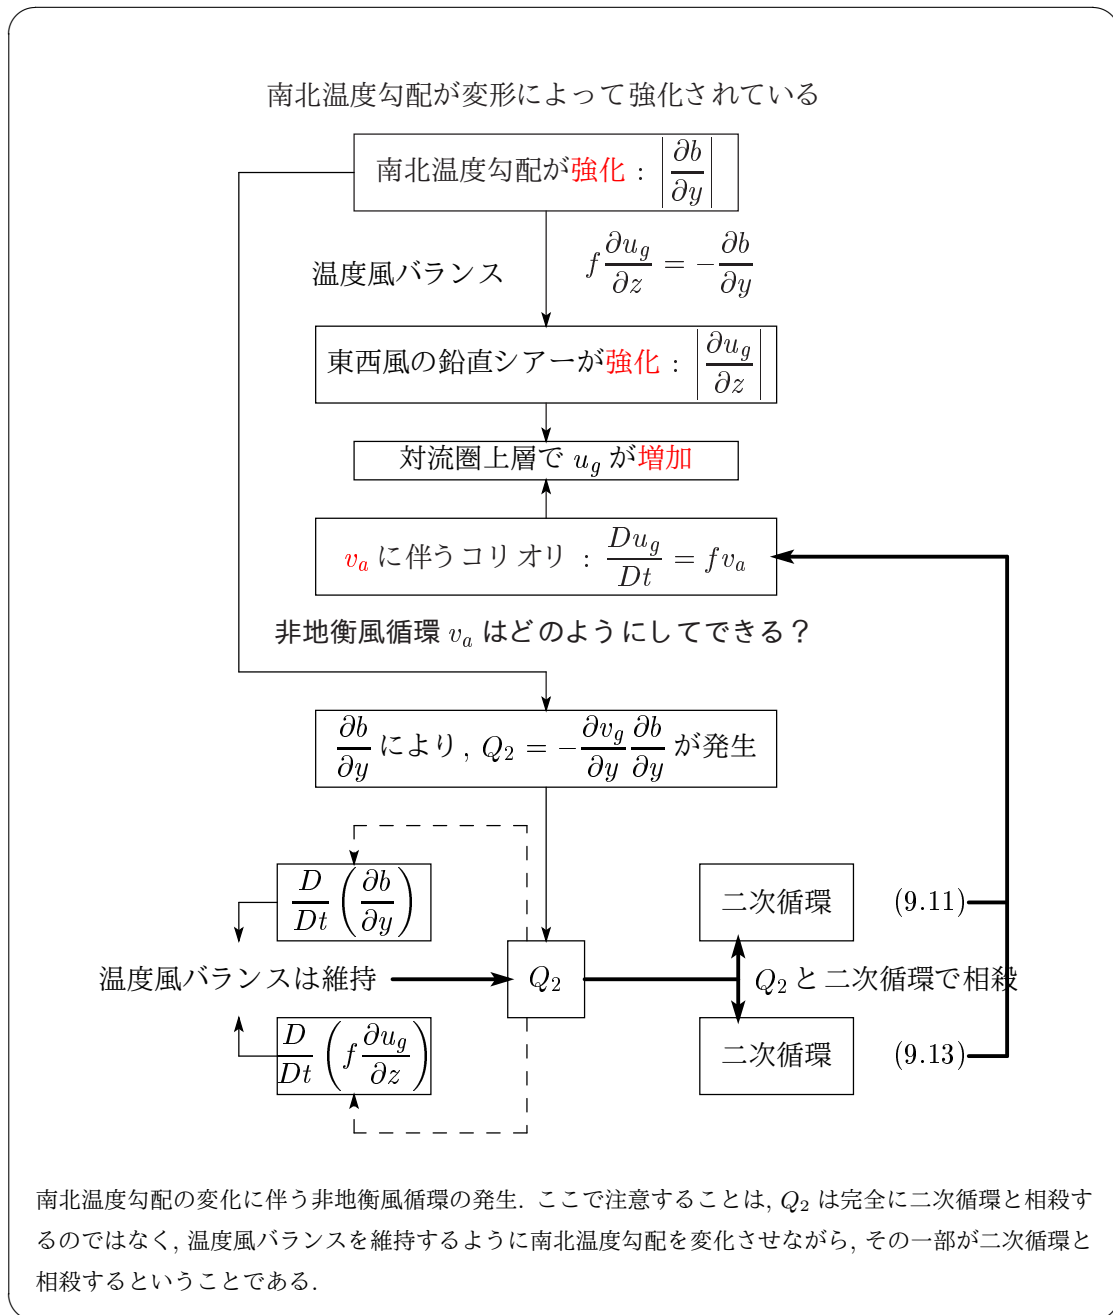 南北温度勾配が変形によって強化されている
南北温度勾配が強化 : |∂b/∂y|
温度風バランス
f ∂u_g/∂z = −∂b/∂y
東西風の鉛直シアーが強化 : |∂u_g/∂z|
対流圏上層で u_g が増加
v_a に伴うコリオリ : Du_g/Dt = f v_a
非地衡風循環 v_a はどのようにしてできる？
∂b/∂y により, Q_2 = −∂v_g/∂y ∂b/∂y が発生
D/Dt (∂b/∂y)
二次循環
(9.11)
温度風バランスは維持
Q_2
Q_2 と二次循環で相殺
D/Dt (f ∂u_g/∂z)
二次循環
(9.13)
南北温度勾配の変化に伴う非地衡風循環の発生. ここで注意することは, Q_2 は完全に二次循環と相殺す
るのではなく, 温度風バランスを維持するように南北温度勾配を変化させながら, その一部が二次循環と
相殺するということである.